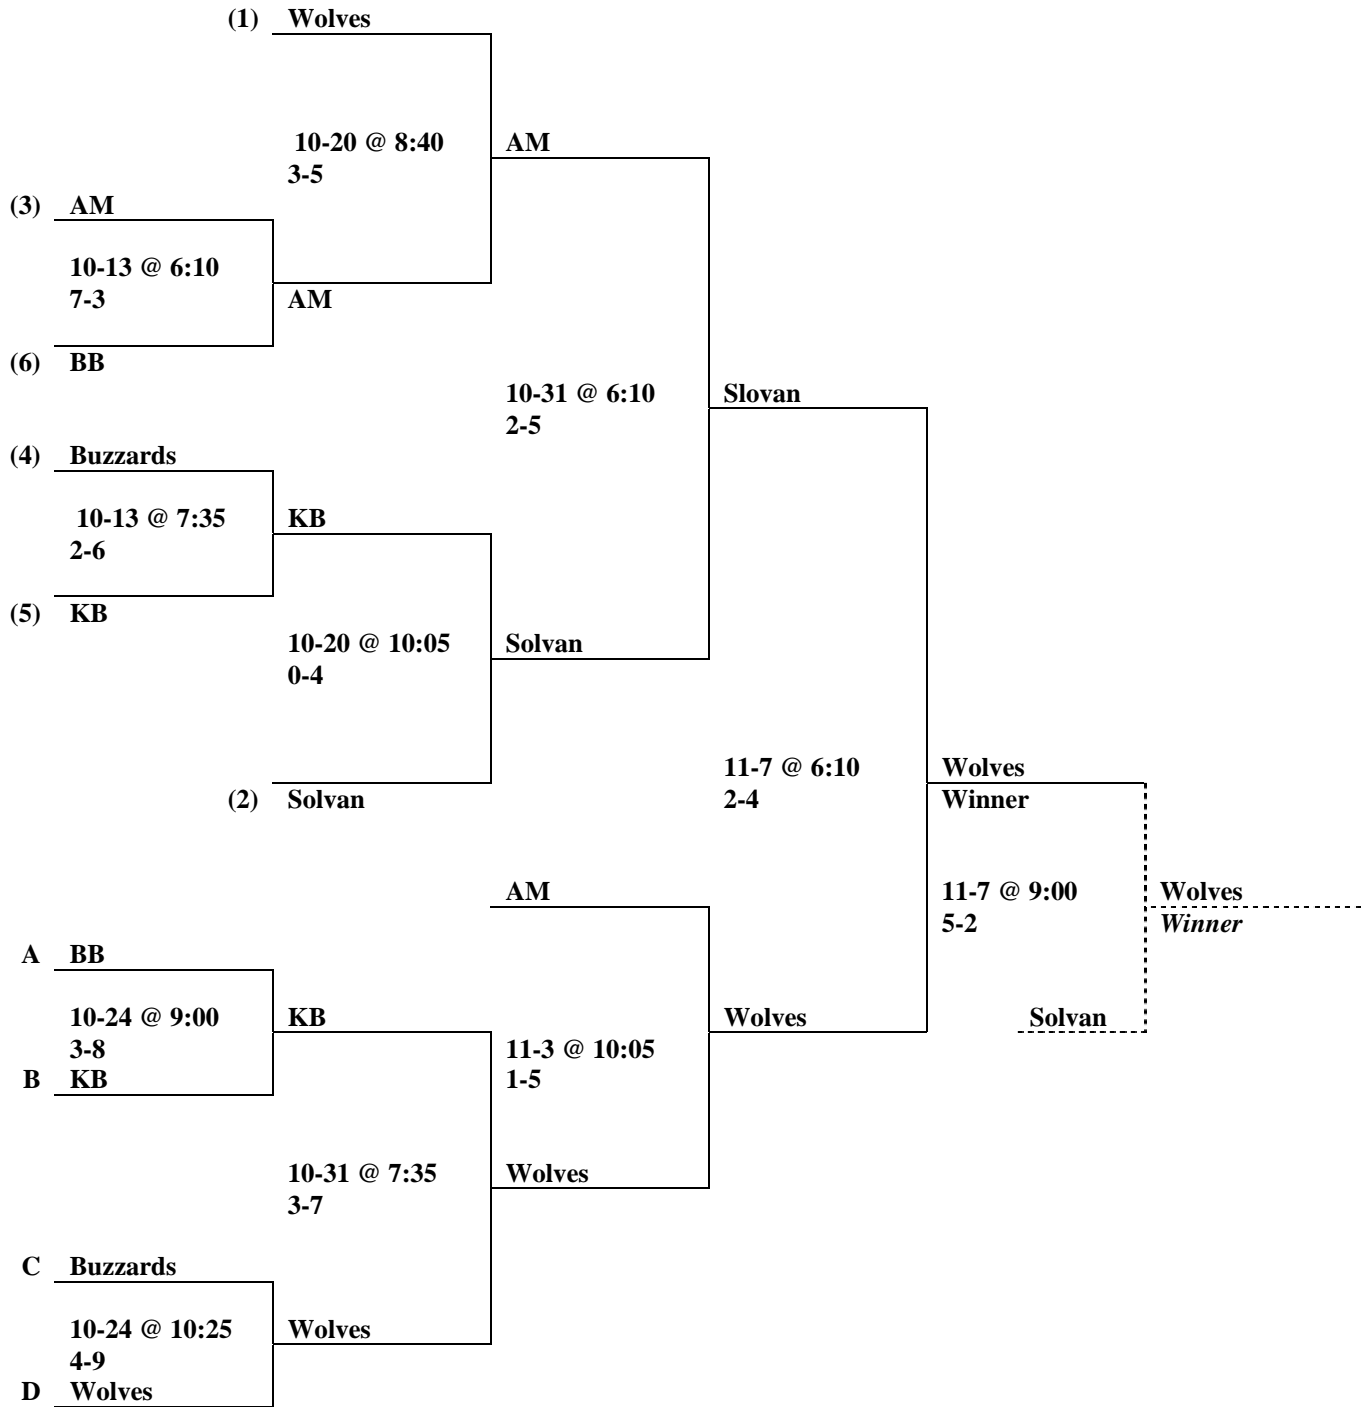 (1) Wolves
10-20 @ 8:40 AM
3-5
(3) AM
10-13 @ 6:10
7-3 AM
(6) BB
10-31 @ 6:10 Slovan
2-5
(4) Buzzards
10-13 @ 7:35 KB
2-6
(5) KB
10-20 @ 10:05 Solvan
0-4
11-7 @ 6:10 Wolves
(2) Solvan 2-4 Winner
AM 11-7 @ 9:00 Wolves
5-2 Winner
A BB
10-24 @ 9:00 KB Wolves Solvan
3-8 11-3 @ 10:05
B KB 1-5
10-31 @ 7:35 Wolves
3-7
C Buzzards
10-24 @ 10:25 Wolves
4-9
D Wolves